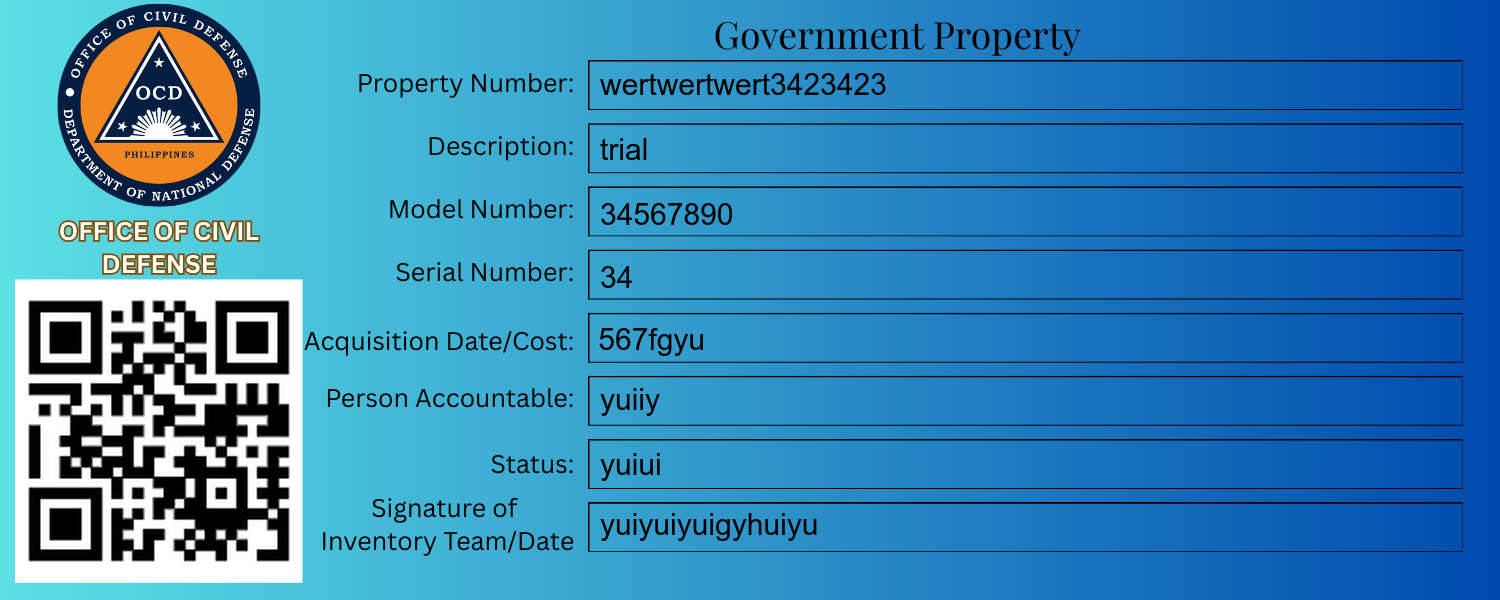 OFFICE OF CIVIL DEFENSE
DEPARTMENT OF NATIONAL DEFENSE
OCD
PHILIPPINES
OFFICE OF CIVIL
DEFENSE
Government Property
Property Number: wertwertwert3423423
Description: trial
Model Number: 34567890
Serial Number: 34
Acquisition Date/Cost: 567fgyu
Person Accountable: yuiiy
Status: yuiui
Signature of
Inventory Team/Date yuiyuiyuigyhuiyu